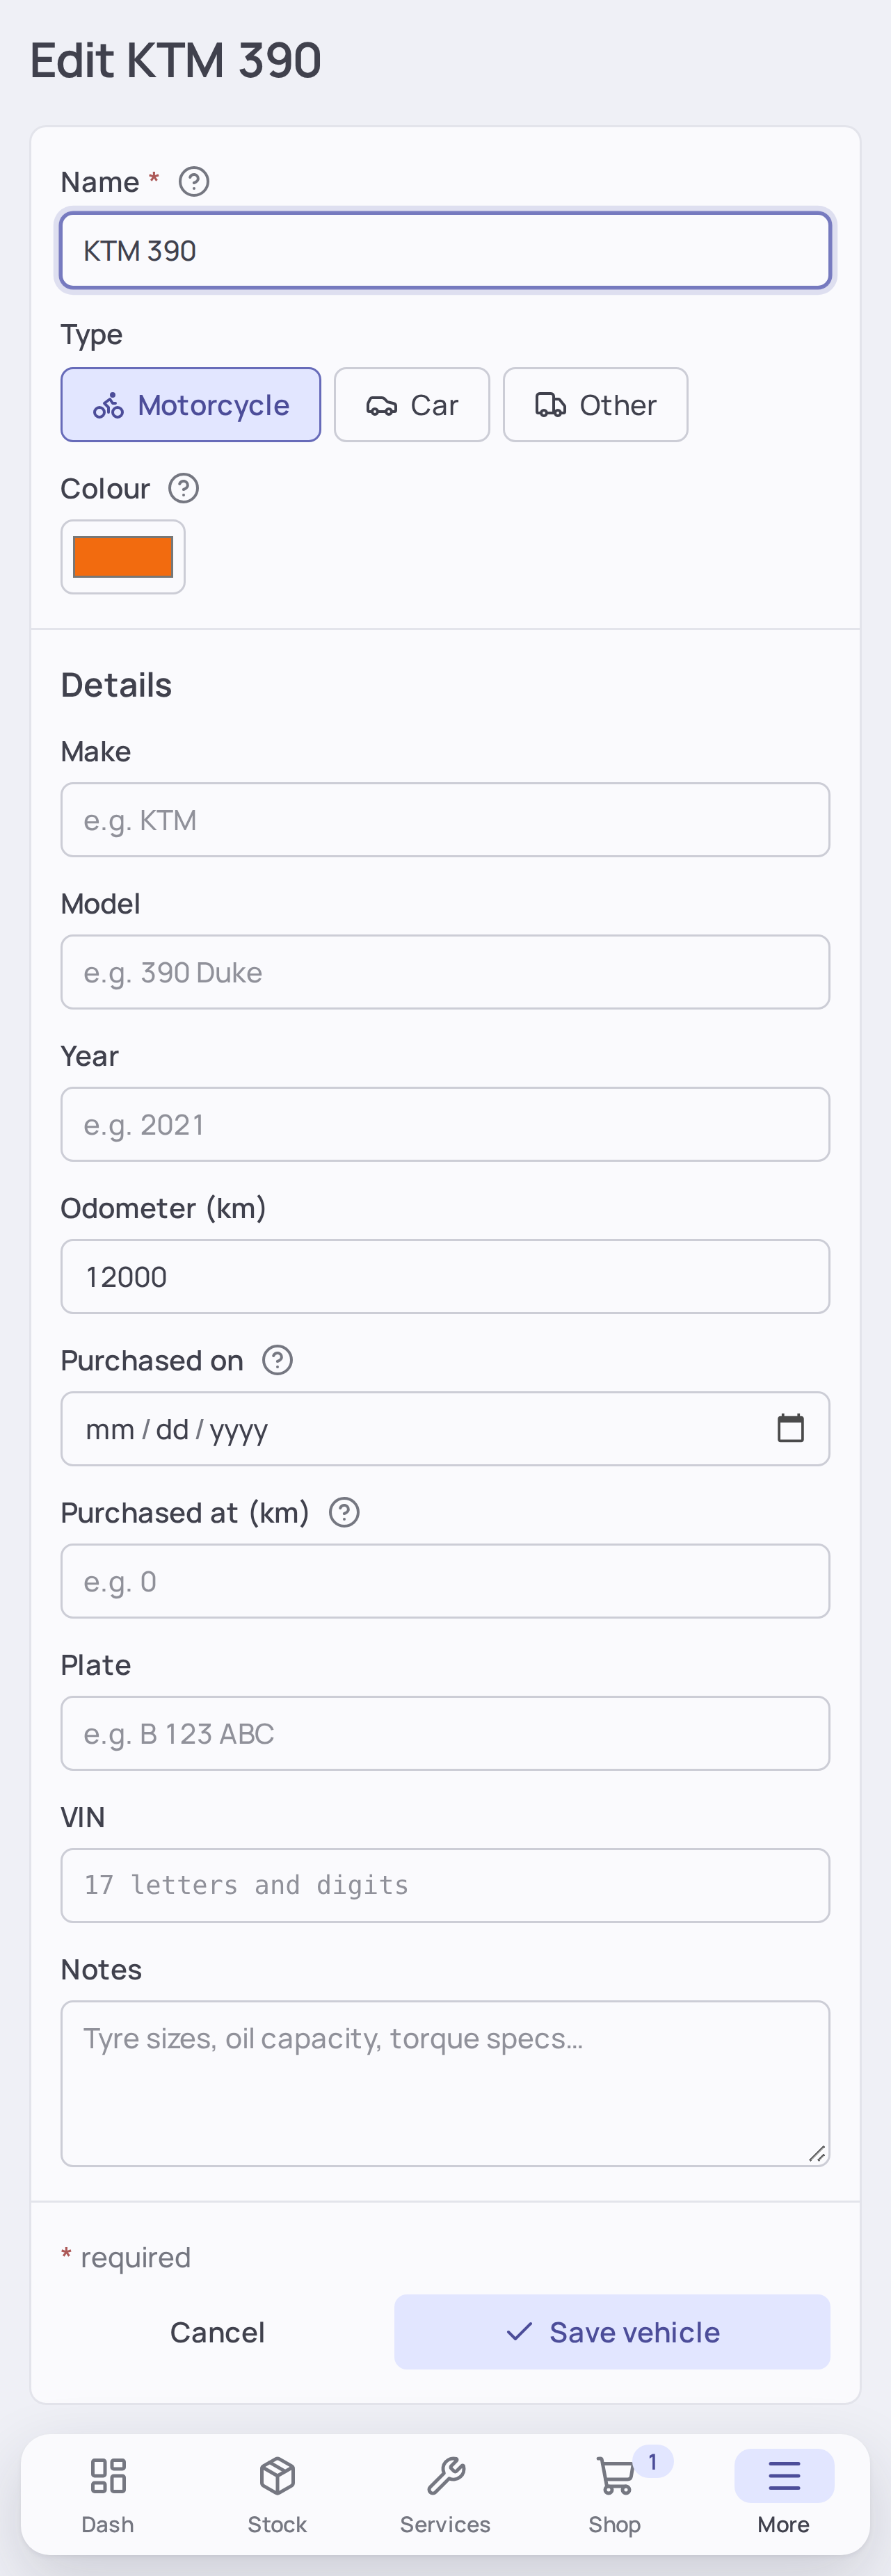 Edit KTM 390
Name *
KTM 390
Type
Motorcycle Car Other
Colour
Details
Make
e.g. KTM
Model
e.g. 390 Duke
Year
e.g. 2021
Odometer (km)
12000
Purchased on
mm / dd / yyyy
Purchased at (km)
e.g. 0
Plate
e.g. B 123 ABC
VIN
17 letters and digits
Notes
Tyre sizes, oil capacity, torque specs...
* required
Cancel Save vehicle
1
Dash Stock Services Shop More